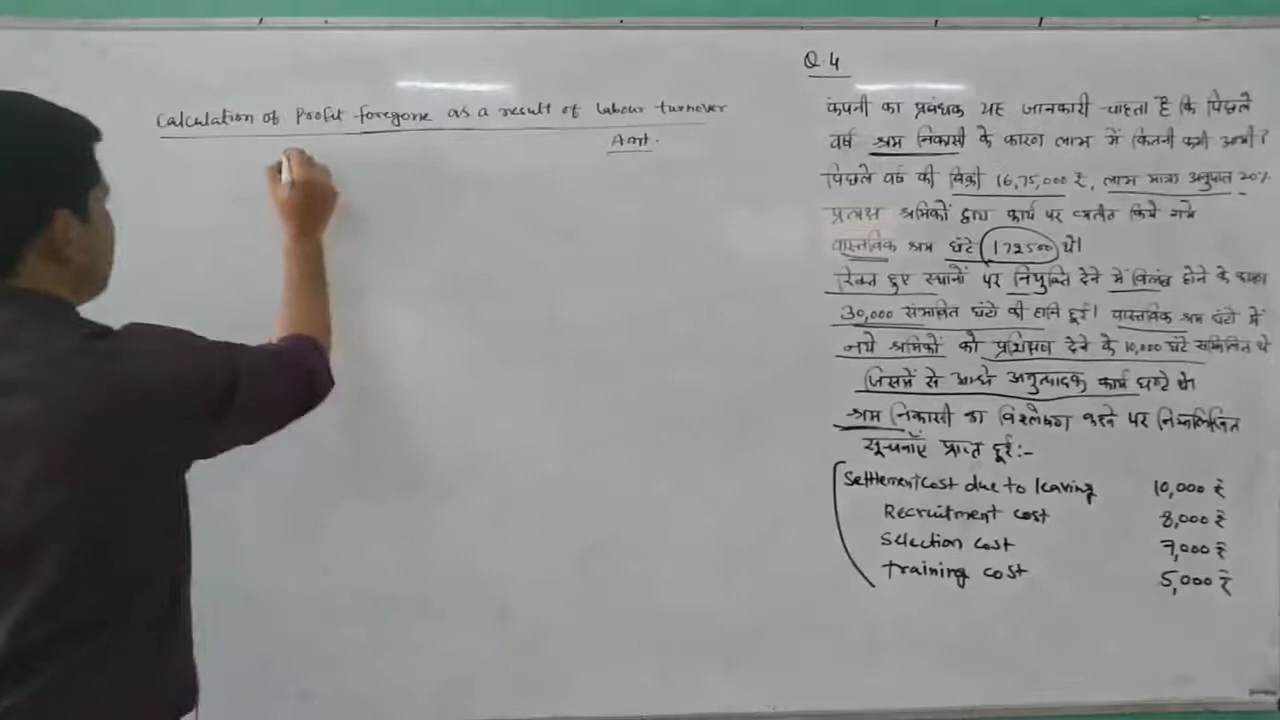 Calculation of Profit foregone as a result of labour turnover
Amt.
Q.4
कंपनी का प्रबंधक यह जानकारी चाहता है कि पिछले
वर्ष श्रम निकासी के कारण लाभ में कितनी कमी आयी?
पिछले वर्ष की बिक्री 16,75,000 ₹, लाभ मात्रा अनुपात 20%
प्रत्यक्ष श्रमिकों द्वारा कार्य पर व्यतीत किये गये
वास्तविक श्रम घंटे 172500 थे।
रिक्त हुए स्थानों पर नियुक्ति देने में विलंब होने के कारण
30,000 संभावित घंटो की हानि हुई। वास्तविक श्रम घंटो में
नये श्रमिकों को प्रशिक्षण देने के 10,000 घंटे सम्मिलित थे
जिसमें से आधे अनुत्पादक कार्य घण्टे थे।
श्रम निकासी का विश्लेषण करने पर निम्नलिखित
सूचनाएँ प्राप्त हुई:-
Settlement cost due to leaving 10,000 ₹
Recruitment cost 8,000 ₹
Selection cost 7,000 ₹
Training cost 5,000 ₹